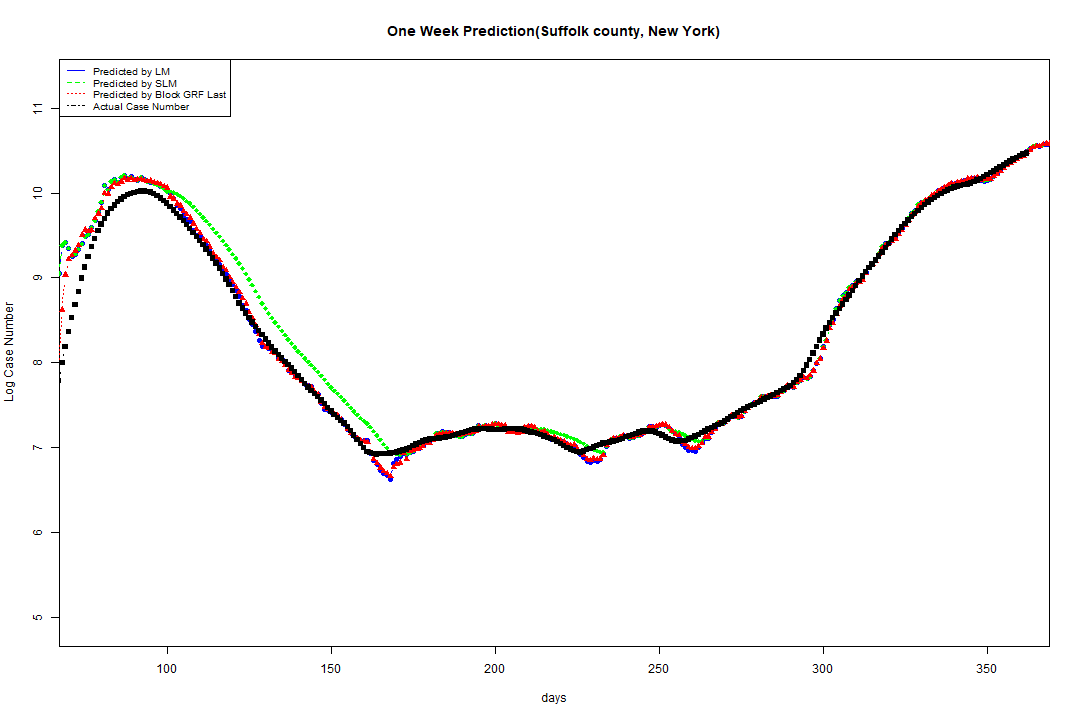 One Week Prediction(Suffolk county, New York)
Predicted by LM
Predicted by SLM
Predicted by Block GRF Last
Actual Case Number
11
10
9
8
7
6
5
Log Case Number
100 150 200 250 300 350
days